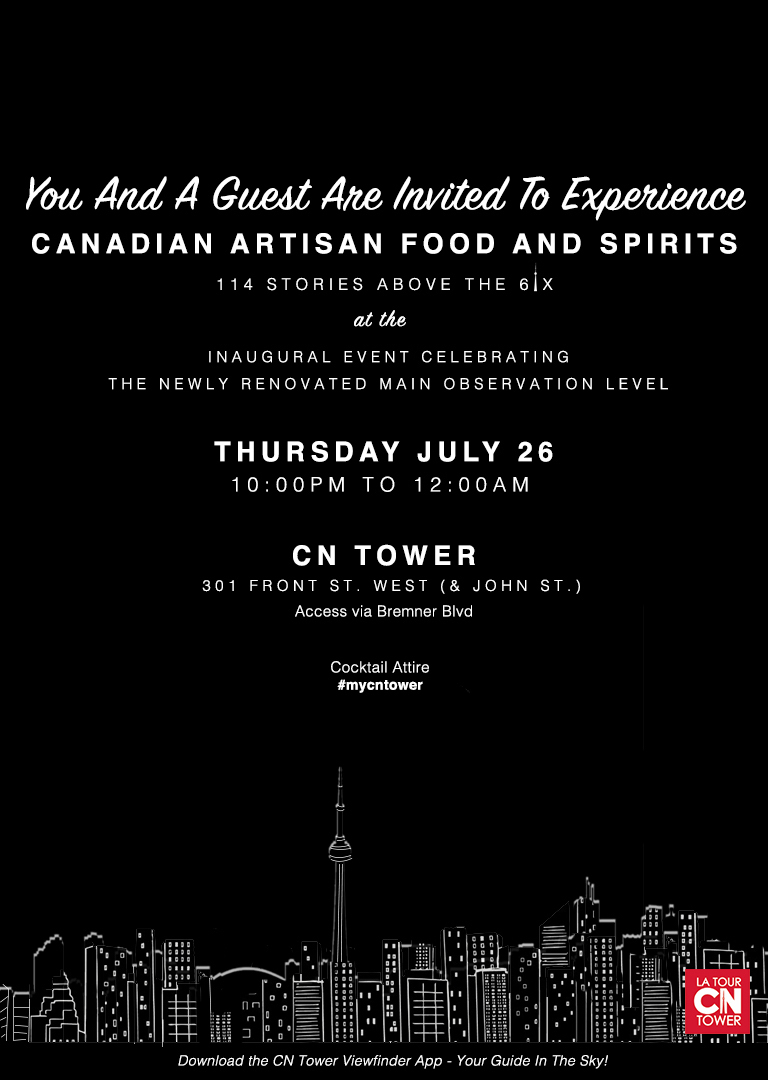 You And A Guest Are Invited To Experience
CANADIAN ARTISAN FOOD AND SPIRITS
114 STORIES ABOVE THE 6iX
at the
INAUGURAL EVENT CELEBRATING
THE NEWLY RENOVATED MAIN OBSERVATION LEVEL
THURSDAY JULY 26
10:00PM TO 12:00AM
CN TOWER
301 FRONT ST. WEST (& JOHN ST.)
Access via Bremner Blvd
Cocktail Attire
#mycntower
LA TOUR
CN
TOWER
Download the CN Tower Viewfinder App - Your Guide In The Sky!